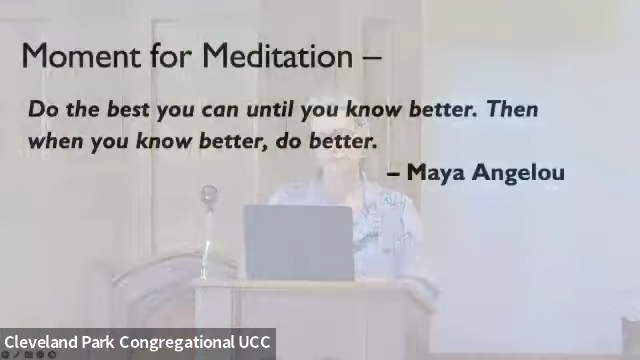 Moment for Meditation –
Do the best you can until you know better. Then
when you know better, do better.
– Maya Angelou
Cleveland Park Congregational UCC